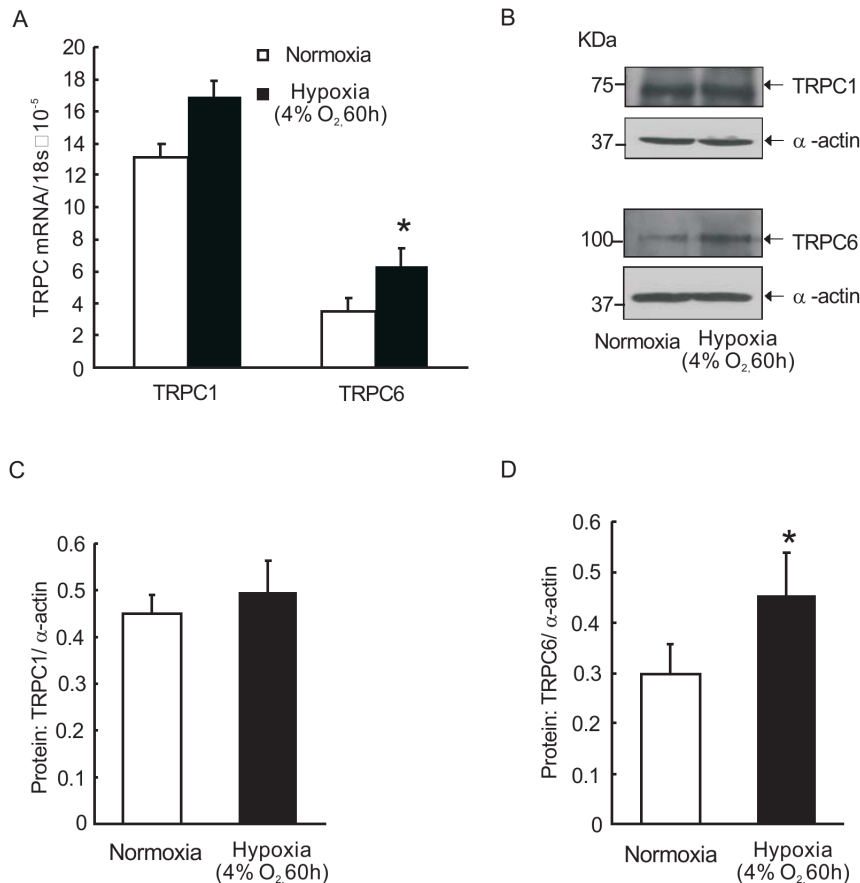 A
20
18
16
14
12
10
8
6
4
2
0
TRPC mRNA/18s□10-5
Normoxia
Hypoxia
(4% O2,60h)
*
TRPC1
TRPC6
B
KDa
75
TRPC1
37
α -actin
100
TRPC6
37
α -actin
Normoxia
Hypoxia
(4% O2,60h)
C
0.6
0.5
0.4
0.3
0.2
0.1
0
Protein: TRPC1/ α-actin
Normoxia
Hypoxia
(4% O2,60h)
D
0.6
0.5
0.4
0.3
0.2
0.1
0
Protein: TRPC6/ α-actin
*
Normoxia
Hypoxia
(4% O2,60h)